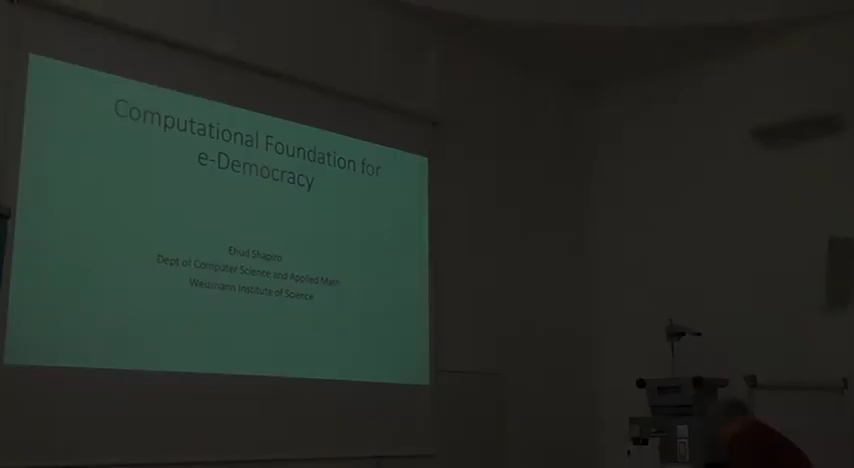 Computational Foundation for
e-Democracy
Ehud Shapiro
Dept of Computer Science and Applied Math
Weizmann Institute of Science